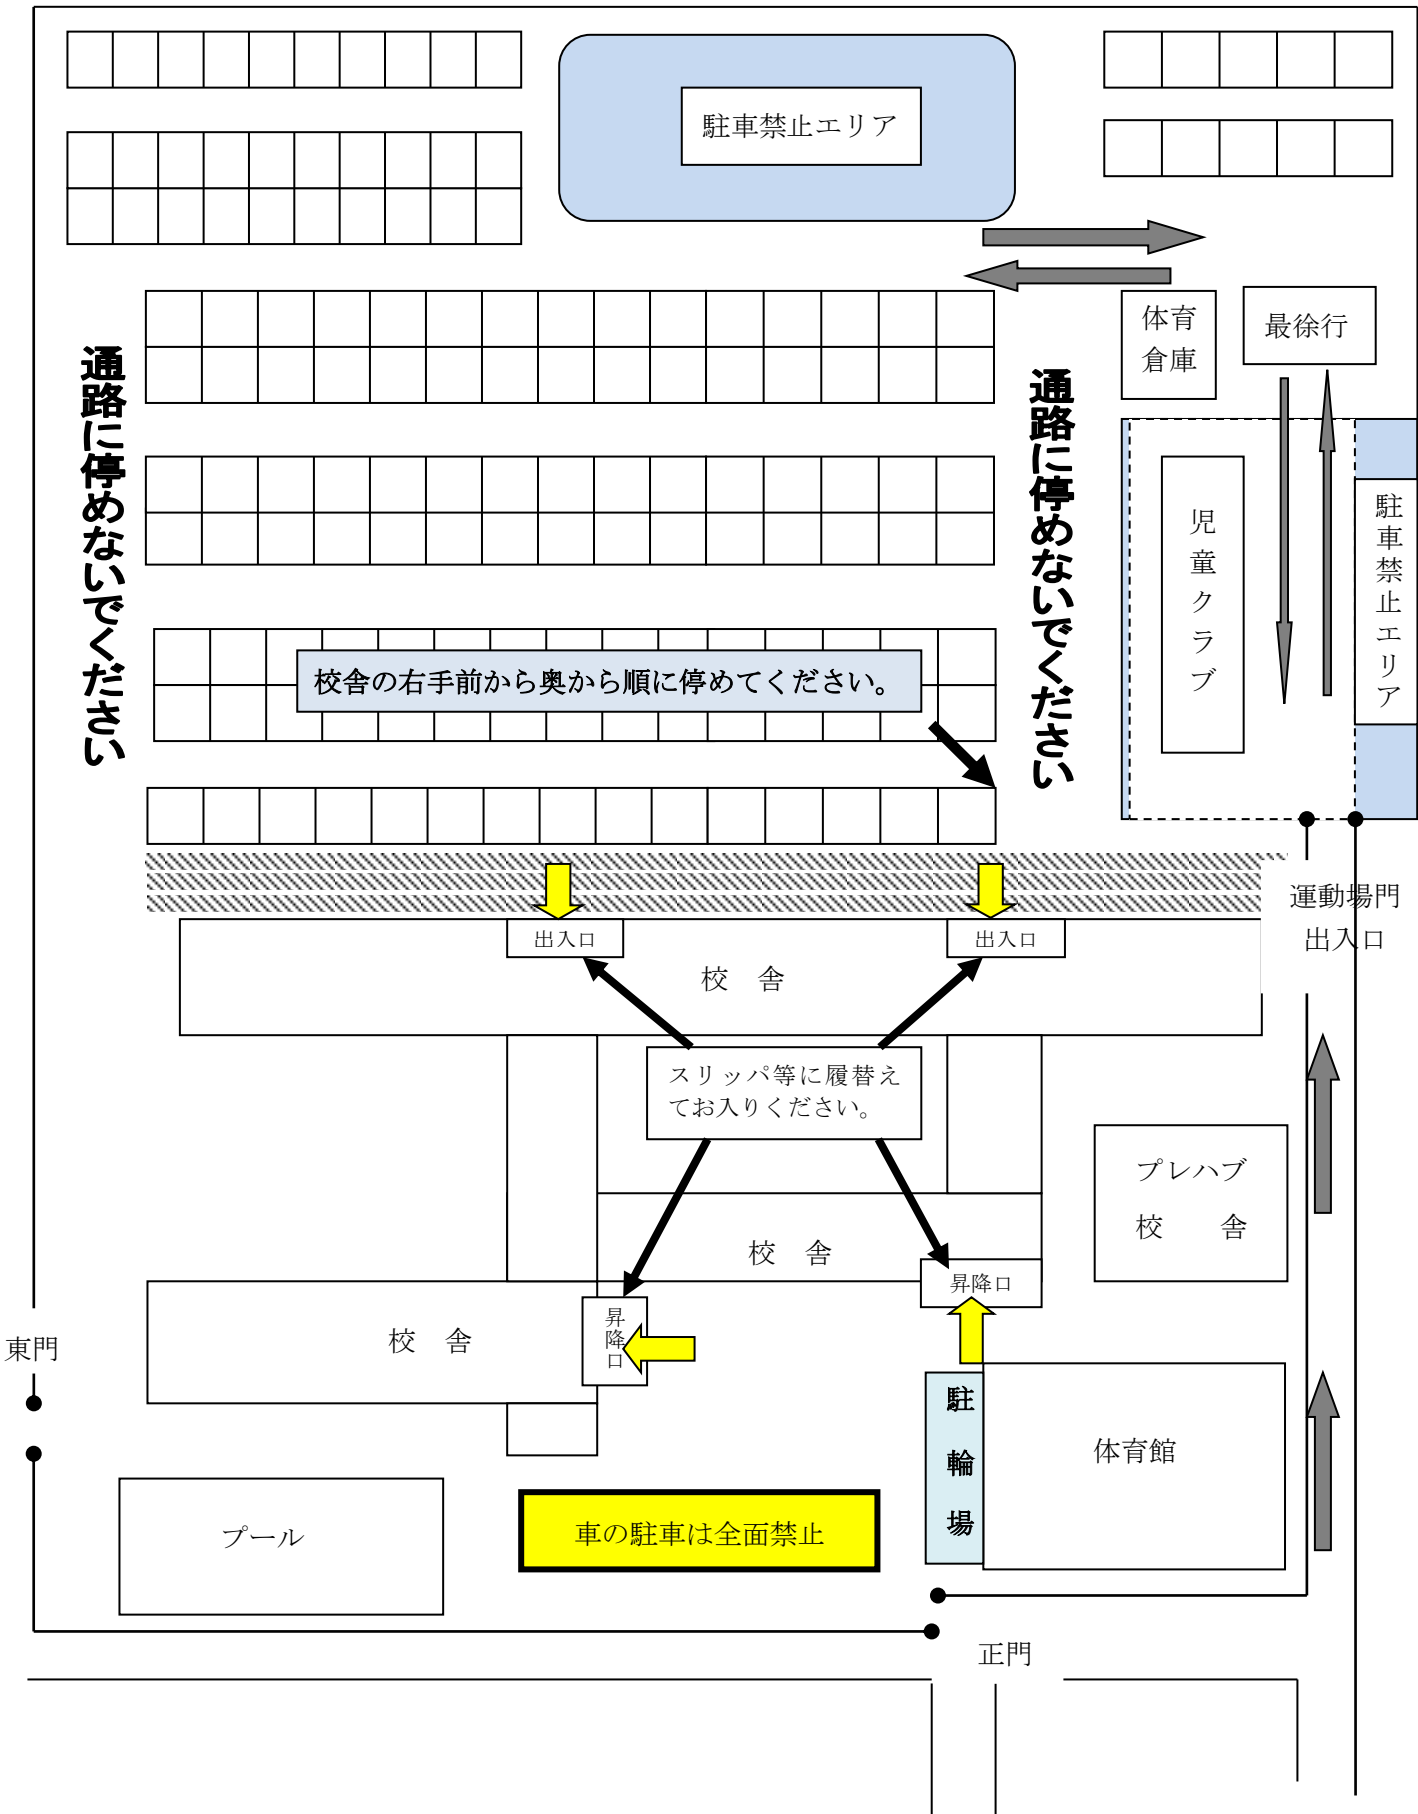 駐車禁止エリア
体育
倉庫
最徐行
通路に停めないでください
通路に停めないでください
児童クラブ
駐車禁止エリア
校舎の右手前から奥から順に停めてください。
運動場門
出入口
出入口
出入口
校　舎
スリッパ等に履替え
てお入りください。
プレハブ
校　　舎
校　舎
昇降口
昇降口
校　舎
東門
駐輪場
体育館
プール
車の駐車は全面禁止
正門